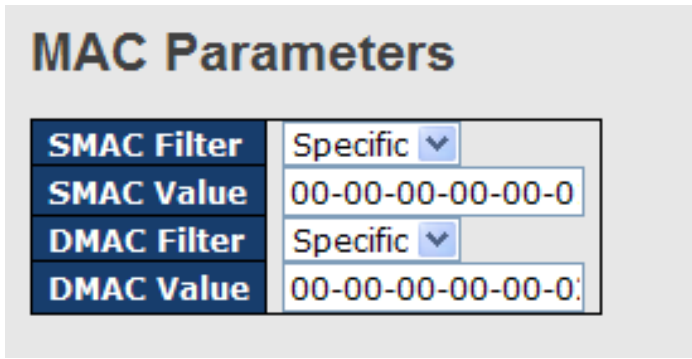 MAC Parameters
SMAC Filter Specific
SMAC Value 00-00-00-00-00-0
DMAC Filter Specific
DMAC Value 00-00-00-00-00-0